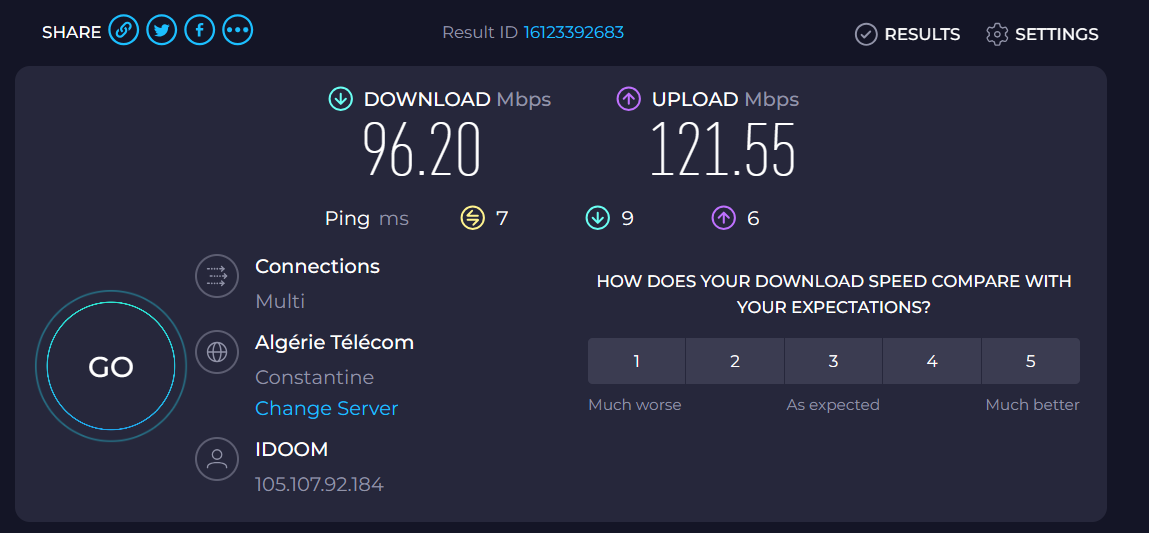 SHARE
Result ID 16123392683
RESULTS
SETTINGS
DOWNLOAD Mbps
96.20
UPLOAD Mbps
121.55
Ping ms 7 9 6
GO
Connections
Multi
Algérie Télécom
Constantine
Change Server
IDOOM
105.107.92.184
HOW DOES YOUR DOWNLOAD SPEED COMPARE WITH
YOUR EXPECTATIONS?
1 2 3 4 5
Much worse As expected Much better